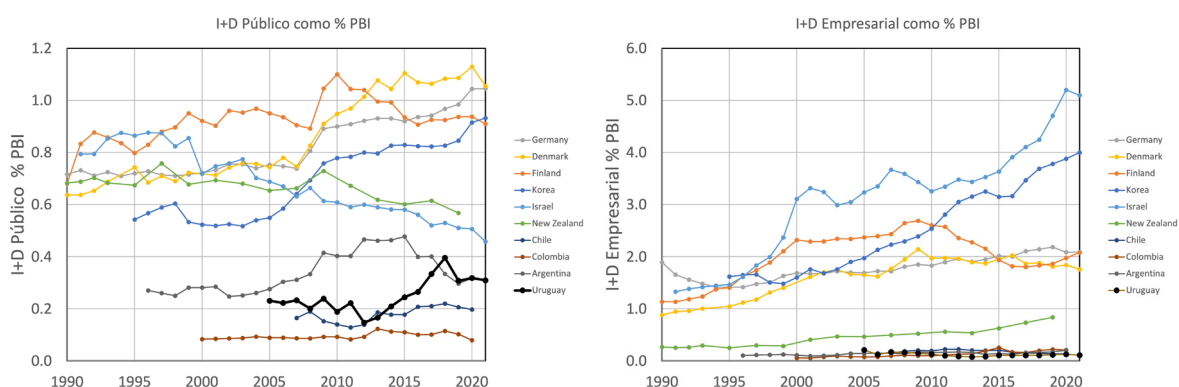 I+D Público como % PBI
I+D Público % PBI
1.2
1.0
0.8
0.6
0.4
0.2
0.0
1990 1995 2000 2005 2010 2015 2020
Germany
Denmark
Finland
Korea
Israel
New Zealand
Chile
Colombia
Argentina
Uruguay
I+D Empresarial como % PBI
I+D Empresarial % PBI
6.0
5.0
4.0
3.0
2.0
1.0
0.0
1990 1995 2000 2005 2010 2015 2020
Germany
Denmark
Finland
Korea
Israel
New Zealand
Chile
Colombia
Argentina
Uruguay